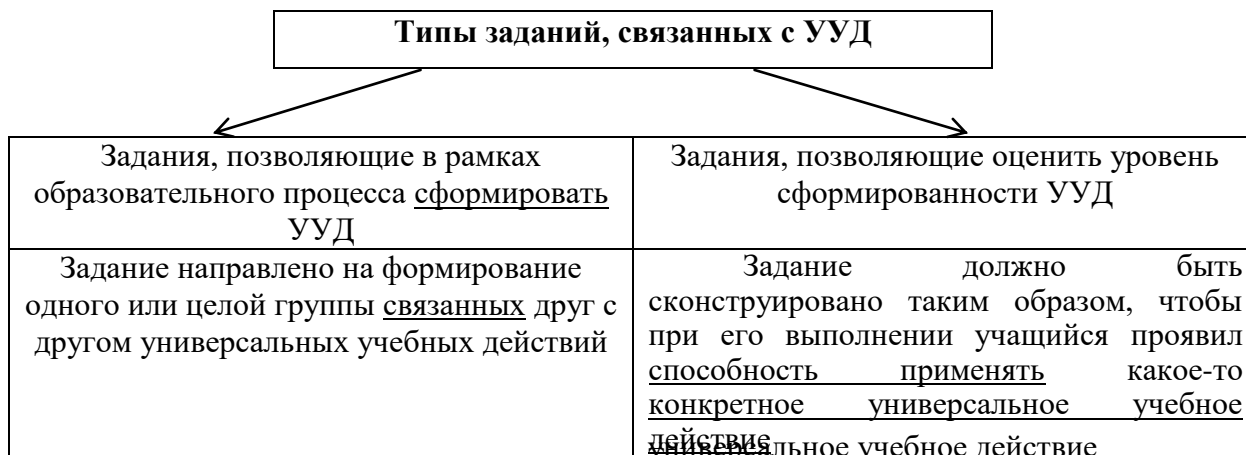 Типы заданий, связанных с УУД
Задания, позволяющие в рамках
образовательного процесса сформировать
УУД
Задания, позволяющие оценить уровень
сформированности УУД
Задание направлено на формирование
одного или целой группы связанных друг с
другом универсальных учебных действий
Задание должно быть
сконструировано таким образом, чтобы
при его выполнении учащийся проявил
способность применять какое-то
конкретное универсальное учебное
действие
универсальное учебное действие